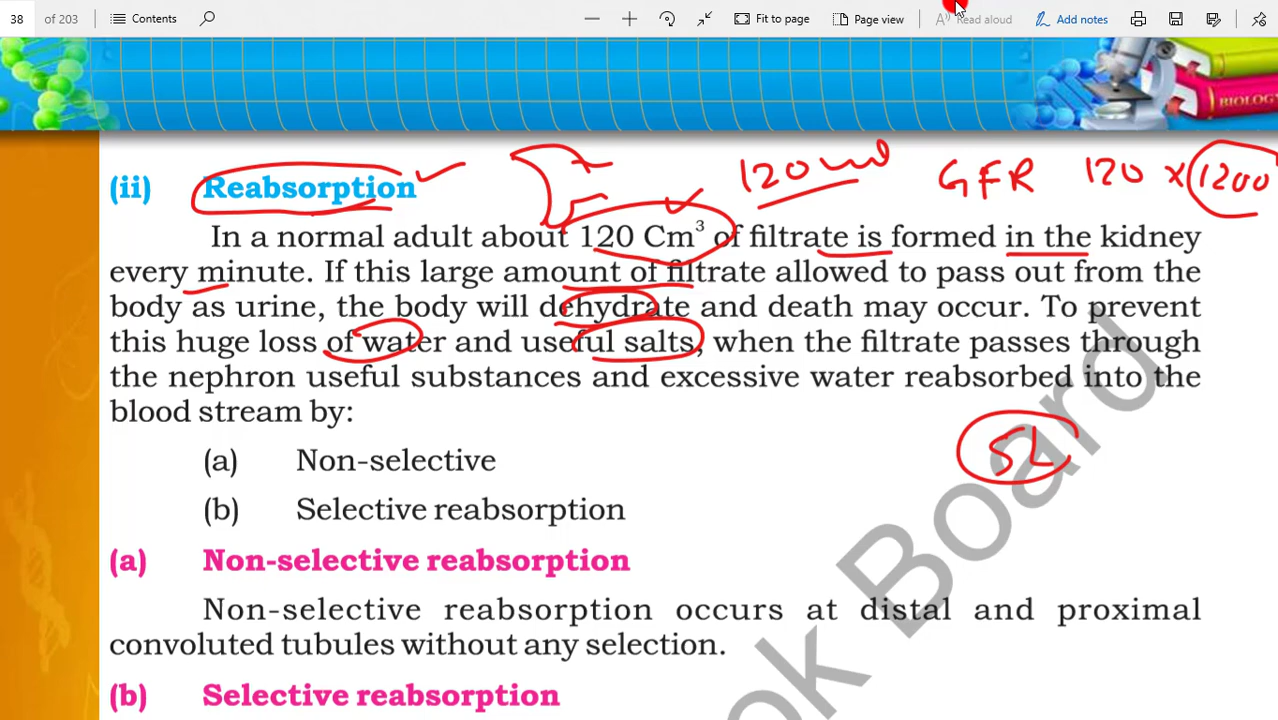 38 of 203 Contents Fit to page Page view Read aloud Add notes
BIOLOGY
120 ml GFR 120 × 1200
(ii) Reabsorption
In a normal adult about 120 Cm³ of filtrate is formed in the kidney
every minute. If this large amount of filtrate allowed to pass out from the
body as urine, the body will dehydrate and death may occur. To prevent
this huge loss of water and useful salts, when the filtrate passes through
the nephron useful substances and excessive water reabsorbed into the
blood stream by:
5L
(a) Non-selective
(b) Selective reabsorption
(a) Non-selective reabsorption
Non-selective reabsorption occurs at distal and proximal
convoluted tubules without any selection.
(b) Selective reabsorption
ok Board